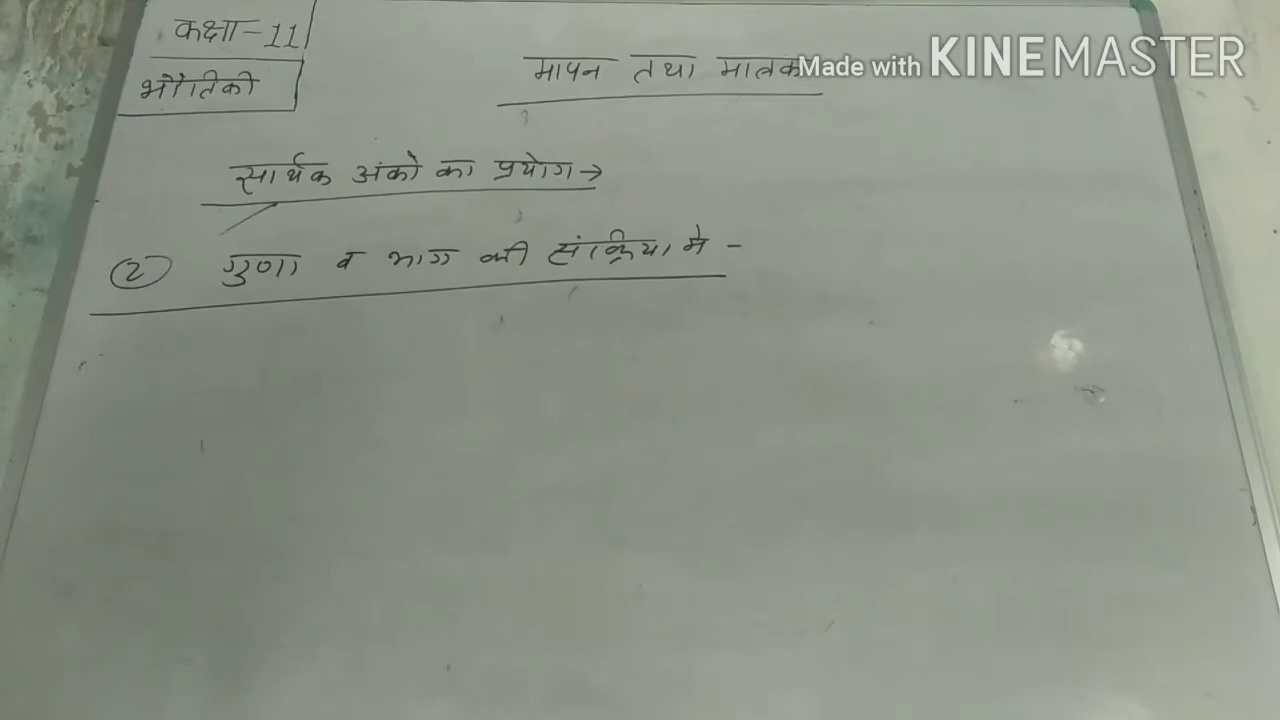 कक्षा-11
भौतिकी
मापन तथा मात्रक
Made with KINEMASTER
सार्थक अंको का प्रयोग→
② गुणा व भाग की संक्रिया मे -